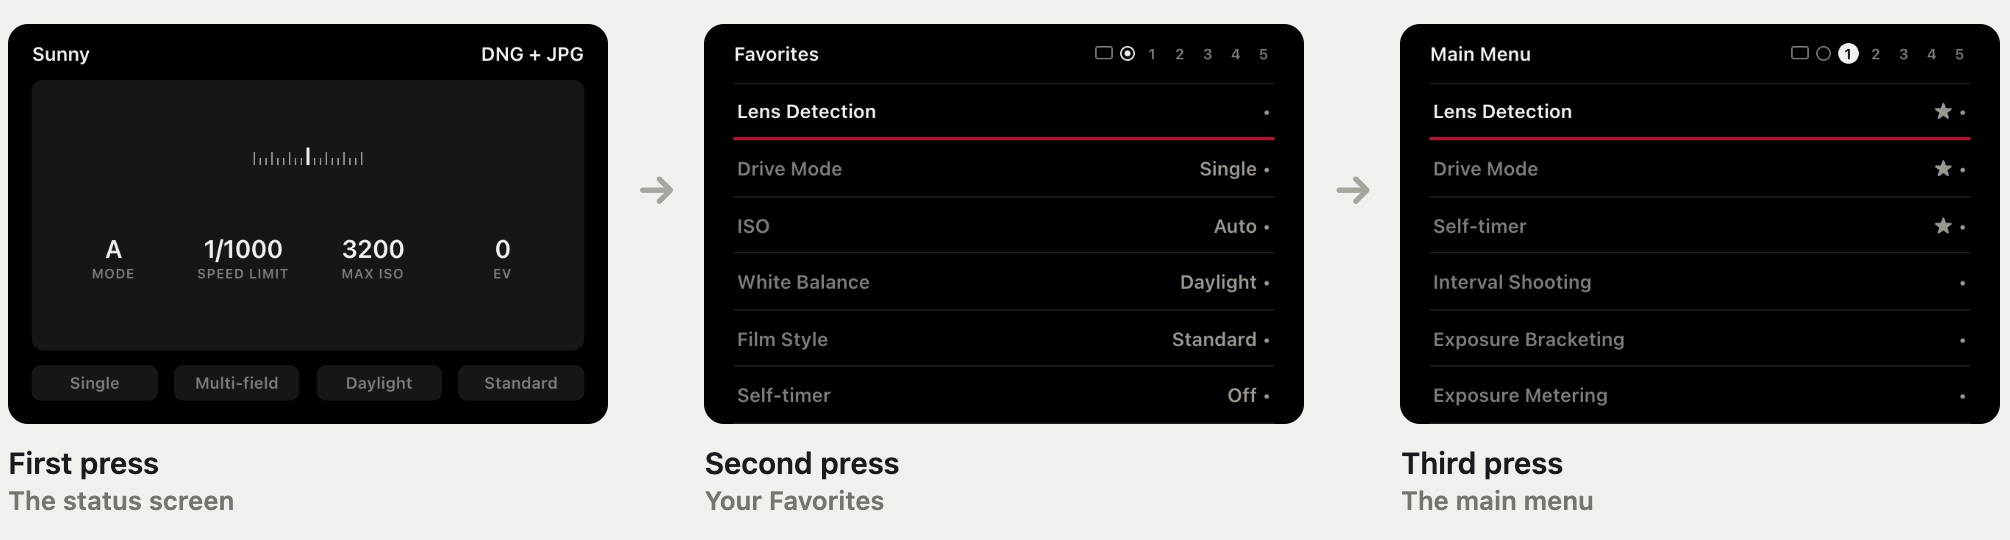 Sunny DNG + JPG
A 1/1000 3200 0
MODE SPEED LIMIT MAX ISO EV
Single Multi-field Daylight Standard
First press
The status screen
Favorites 1 2 3 4 5
Lens Detection
Drive Mode Single
ISO Auto
White Balance Daylight
Film Style Standard
Self-timer Off
Second press
Your Favorites
Main Menu 1 2 3 4 5
Lens Detection
Drive Mode
Self-timer
Interval Shooting
Exposure Bracketing
Exposure Metering
Third press
The main menu